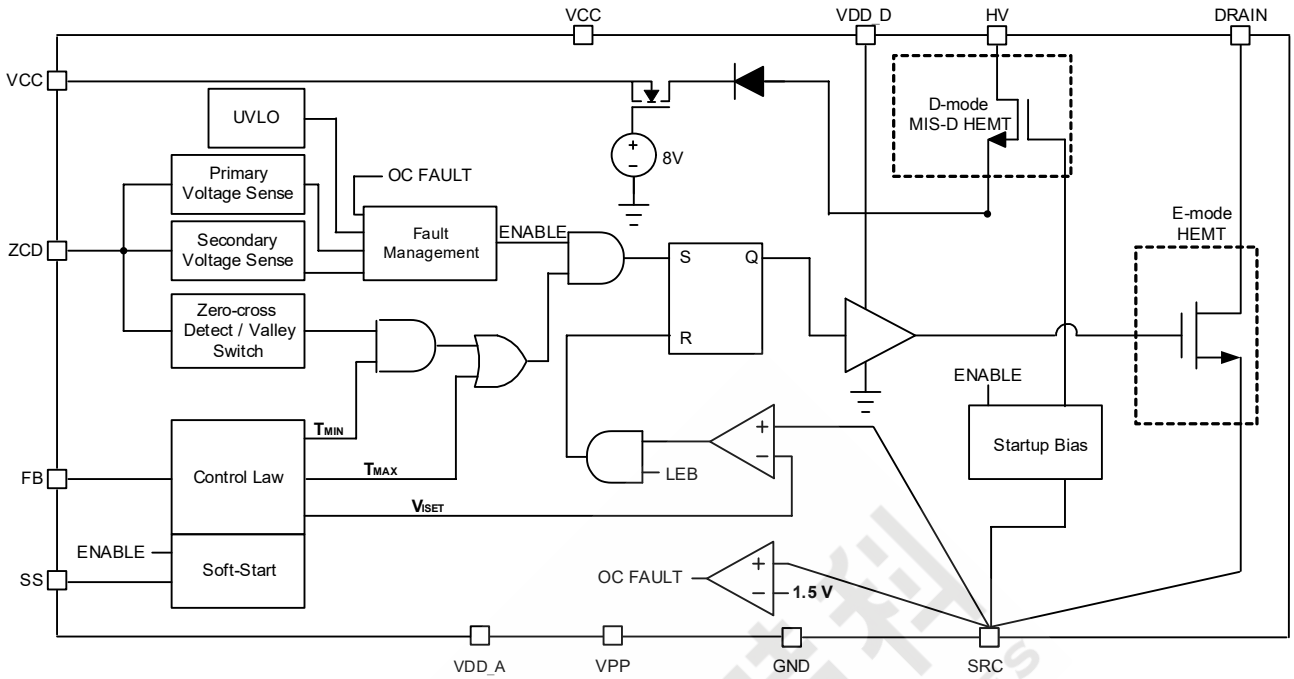 VCC
VDD_D
HV
DRAIN
VCC
UVLO
D-mode
MIS-D HEMT
+
−
8V
Primary
Voltage Sense
OC FAULT
E-mode
HEMT
ZCD
Secondary
Voltage Sense
Fault
Management
ENABLE
S
Q
R
Zero-cross
Detect / Valley
Switch
ENABLE
TMIN
Control Law
FB
TMAX
+
−
LEB
Startup Bias
VISET
ENABLE
Soft-Start
SS
OC FAULT
+
−
1.5 V
VDD_A
VPP
GND
SRC
科
s